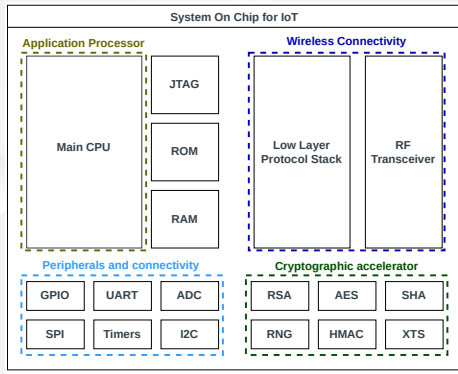 System On Chip for IoT
Application Processor
Wireless Connectivity
Main CPU
JTAG
ROM
RAM
Low Layer
Protocol Stack
RF
Transceiver
Peripherals and connectivity
Cryptographic accelerator
GPIO UART ADC
RSA AES SHA
SPI Timers I2C
RNG HMAC XTS